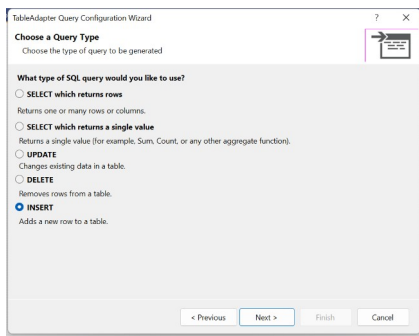 TableAdapter Query Configuration Wizard
?
×
Choose a Query Type
Choose the type of query to be generated
What type of SQL query would you like to use?
SELECT which returns rows
Returns one or many rows or columns.
SELECT which returns a single value
Returns a single value (for example, Sum, Count, or any other aggregate function).
UPDATE
Changes existing data in a table.
DELETE
Removes rows from a table.
INSERT
Adds a new row to a table.
< Previous Next > Finish Cancel